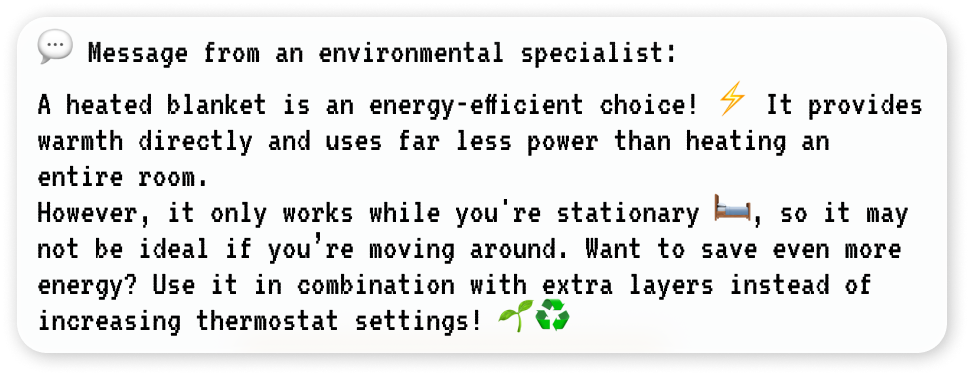 💬 Message from an environmental specialist:
A heated blanket is an energy-efficient choice! ⚡ It provides
warmth directly and uses far less power than heating an
entire room.
However, it only works while you're stationary 🛏️, so it may
not be ideal if you’re moving around. Want to save even more
energy? Use it in combination with extra layers instead of
increasing thermostat settings! 🌱♻️